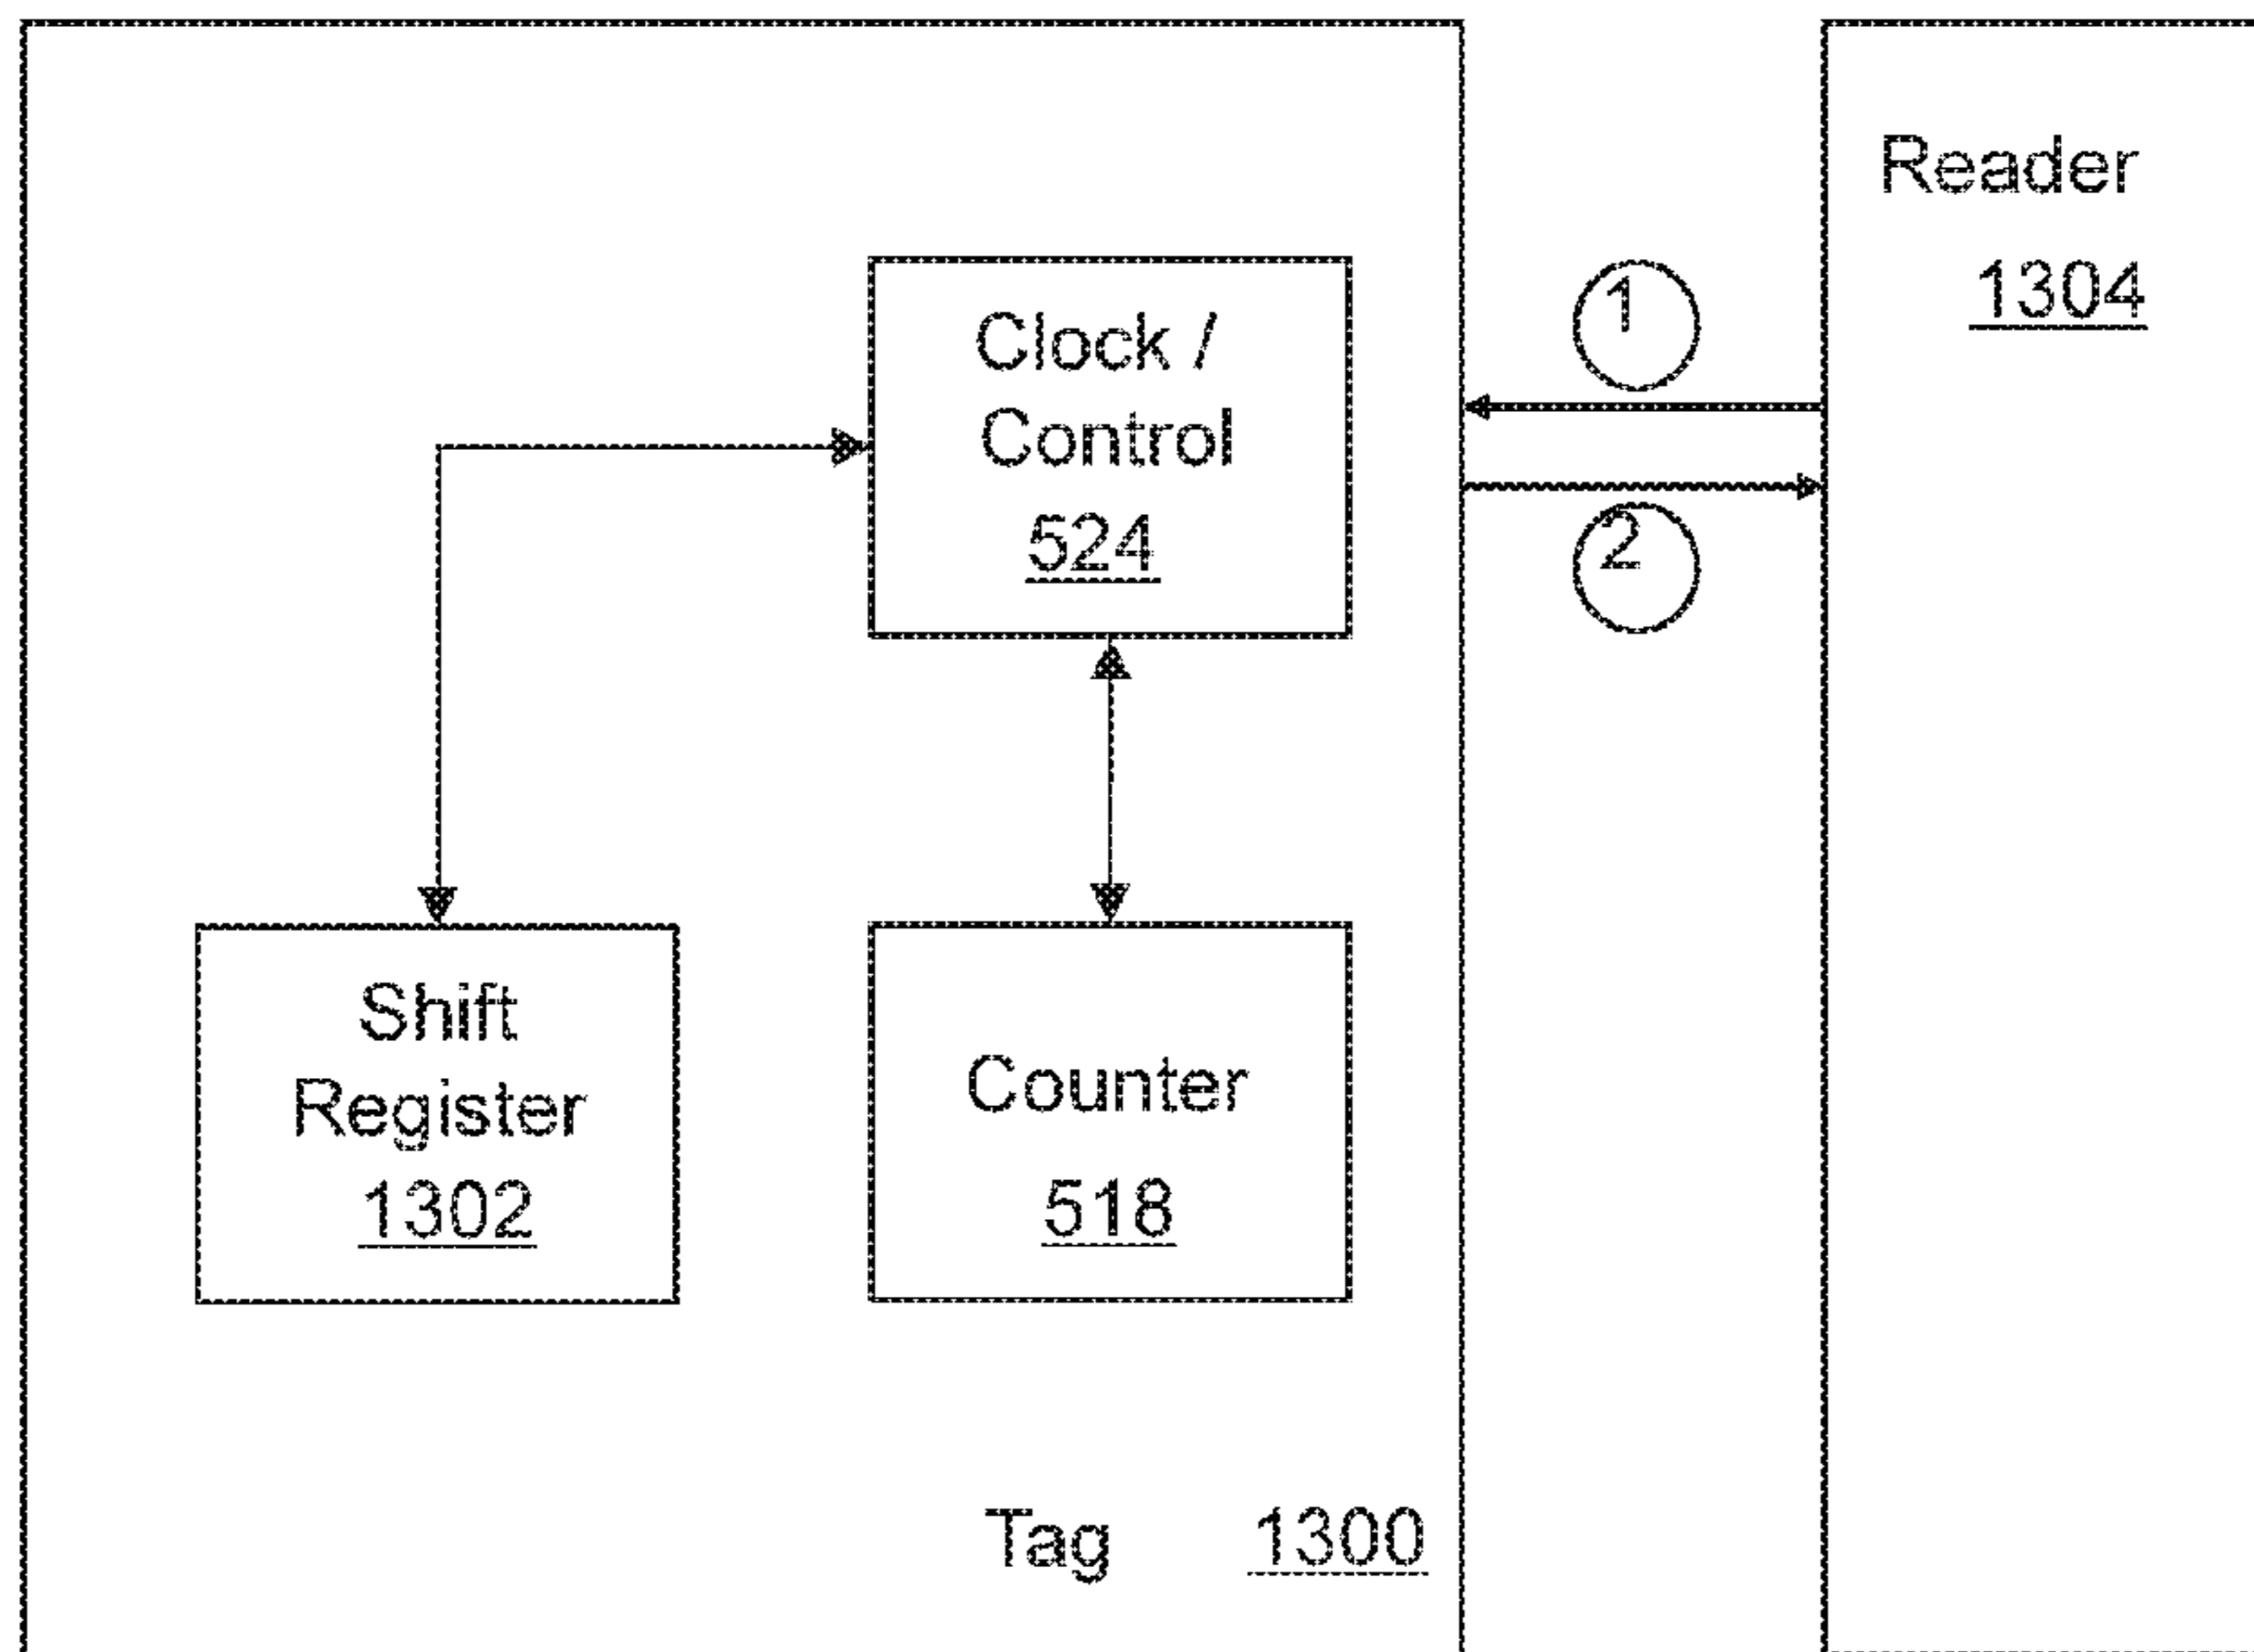 Reader
1304
1
Clock /
Control
524
2
Shift
Register
1302
Counter
518
Tag 1300